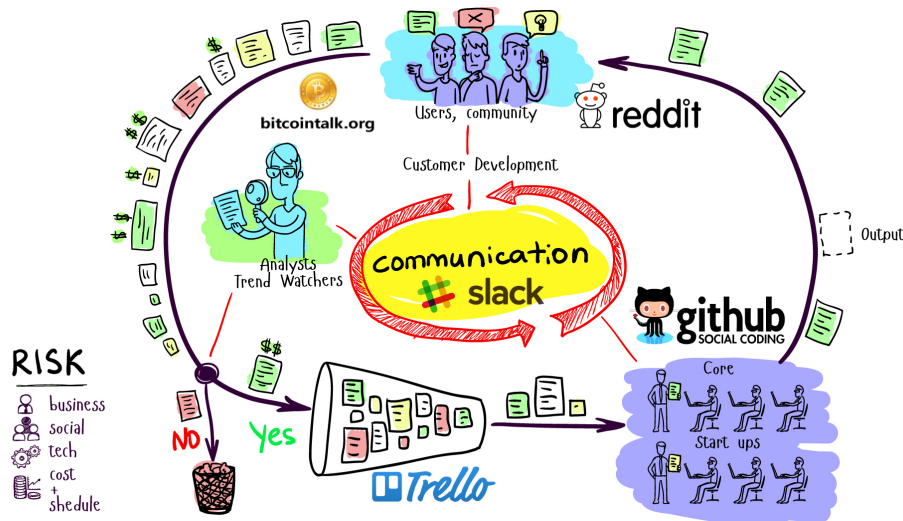 bitcointalk.org
Users, community
reddit
Customer Development
Analysts
Trend Watchers
communication
slack
Output
github
SOCIAL CODING
RISK
business
social
tech
cost
+
shedule
$
$$
$
$
$$
NO
Yes
Trello
Core
Start ups